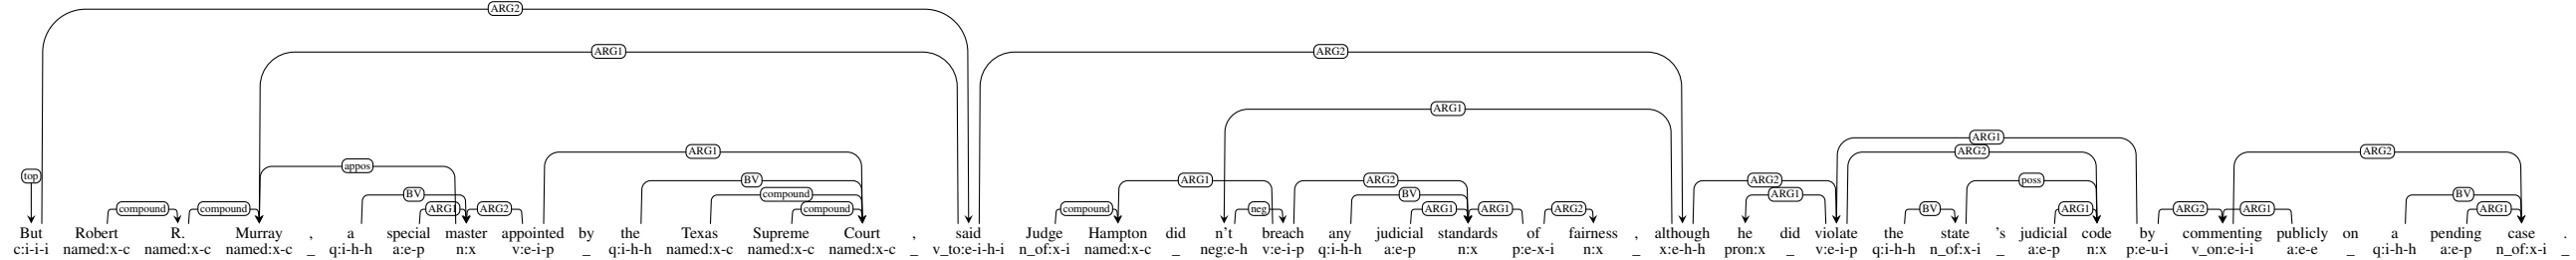 ARG2
ARG1 ARG2
ARG1
ARG1
ARG1 ARG2 ARG2
top appos BV ARG1 ARG2 ARG2 poss
BV compound BV ARG1 BV
compound compound ARG1 ARG2 compound compound neg ARG1 ARG1 ARG2 BV ARG1 ARG2 ARG1 ARG1
But Robert R. Murray , a special master appointed by the Texas Supreme Court , said Judge Hampton did n't breach any judicial standards of fairness , although he did violate the state 's judicial code by commenting publicly on a pending case .
c:i-i-i named:x-c named:x-c named:x-c _ q:i-h-h a:e-p n:x v:e-i-p _ q:i-h-h named:x-c named:x-c named:x-c _ v_to:e-i-h-i n_of:x-i named:x-c _ neg:e-h v:e-i-p q:i-h-h a:e-p n:x p:e-x-i n:x _ x:e-h-h pron:x _ v:e-i-p q:i-h-h n_of:x-i _ a:e-p n:x p:e-u-i v_on:e-i-i a:e-e _ q:i-h-h a:e-p n_of:x-i _